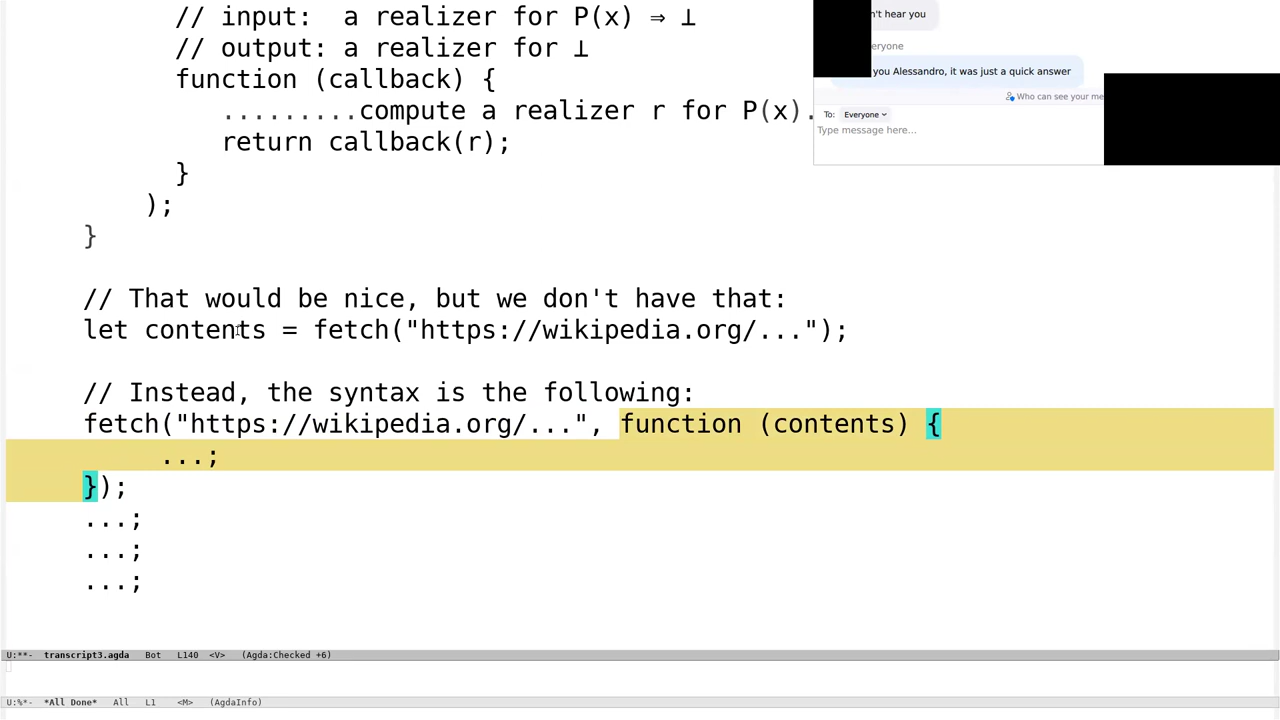 // input:  a realizer for P(x) ⇒ ⊥
// output: a realizer for ⊥
function (callback) {
.........compute a realizer r for P(x).
return callback(r);
}
);
}
// That would be nice, but we don't have that:
let contents = fetch("https://wikipedia.org/...");
// Instead, the syntax is the following:
fetch("https://wikipedia.org/...", function (contents) {
...;
});
...;
...;
...;
hear you
you Alessandro, it was just a quick answer
Who can see your
To: Everyone
Type message here...
U:**- transcript3.agda Bot L140 <V> (Agda:Checked +6)
U:%*- *All Done* All L1 <M> (AgdaInfo)